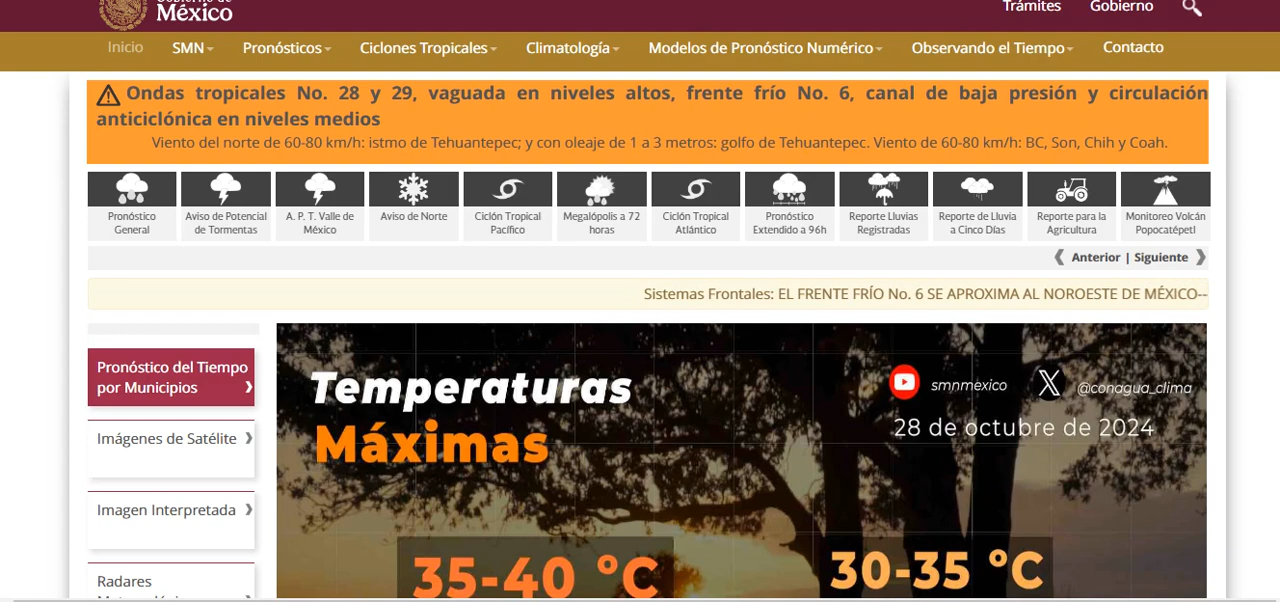 México
Trámites Gobierno
Inicio SMN Pronósticos Ciclones Tropicales Climatología Modelos de Pronóstico Numérico Observando el Tiempo Contacto
Ondas tropicales No. 28 y 29, vaguada en niveles altos, frente frío No. 6, canal de baja presión y circulación
anticiclónica en niveles medios
Viento del norte de 60-80 km/h: istmo de Tehuantepec; y con oleaje de 1 a 3 metros: golfo de Tehuantepec. Viento de 60-80 km/h: BC, Son, Chih y Coah.
Pronóstico
General
Aviso de Potencial
de Tormentas
A. P. T. Valle de
México
Aviso de Norte
Ciclón Tropical
Pacífico
Megalópolis a 72
horas
Ciclón Tropical
Atlántico
Pronóstico
Extendido a 96h
Reporte Lluvias
Registradas
Reporte de Lluvia
a Cinco Días
Reporte para la
Agricultura
Monitoreo Volcán
Popocatépetl
❮ Anterior | Siguiente ❯
Sistemas Frontales: EL FRENTE FRÍO No. 6 SE APROXIMA AL NOROESTE DE MÉXICO--
Pronóstico del Tiempo
por Municipios ❯
Imágenes de Satélite ❯
Imagen Interpretada ❯
Radares
Temperaturas
Máximas
smnmexico
@conagua_clima
28 de octubre de 2024
35-40 °C
30-35 °C